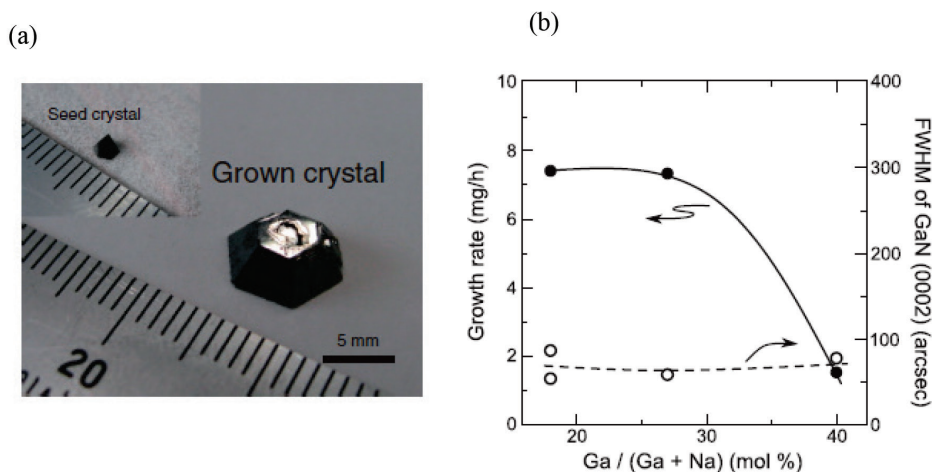 (a)
Seed crystal
Grown crystal
5 mm
20
(b)
10
8
6
4
2
0
Growth rate (mg/h)
400
300
200
100
0
FWHM of GaN (0002) (arcsec)
20
30
40
Ga / (Ga + Na) (mol %)